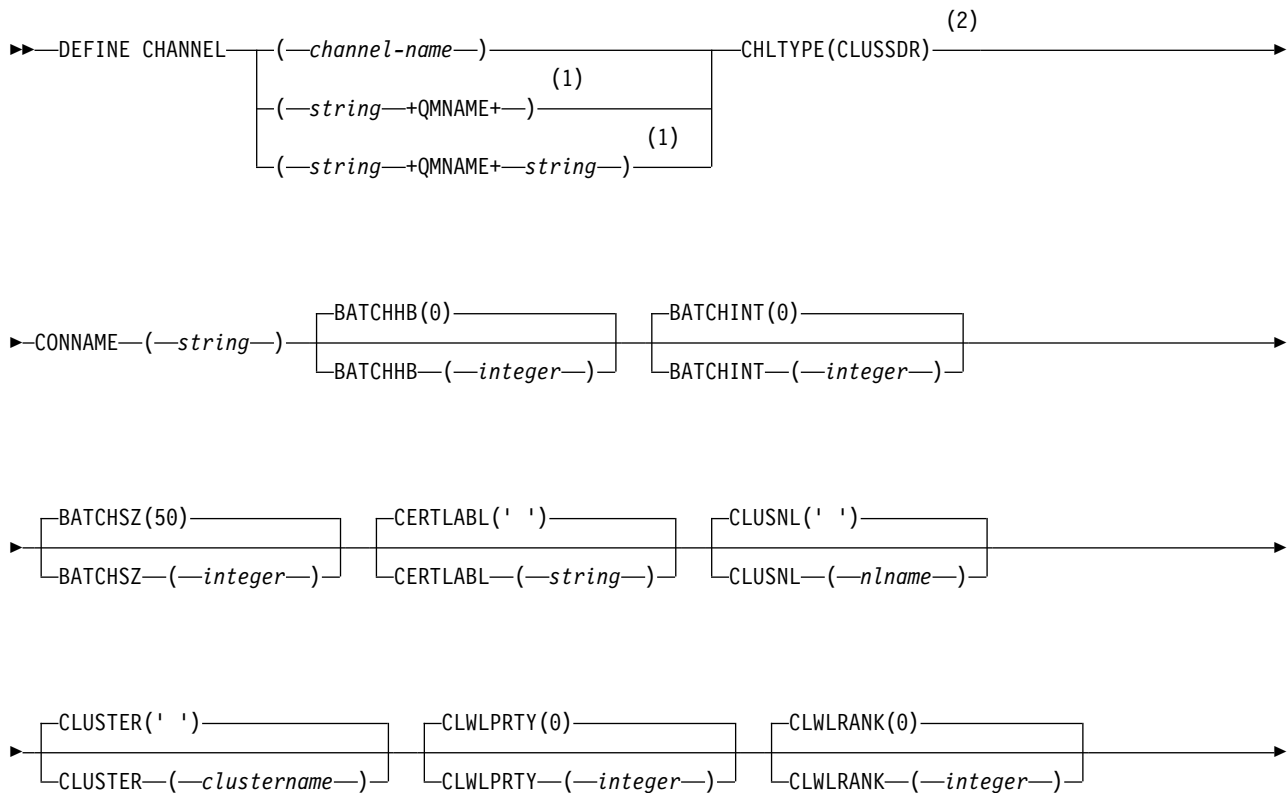 (2)
DEFINE CHANNEL ( channel-name ) CHLTYPE(CLUSSDR)
(1)
( string +QMNAME+ )
(1)
( string +QMNAME+ string )
BATCHHB(0) BATCHINT(0)
CONNAME ( string )
BATCHHB ( integer ) BATCHINT ( integer )
BATCHSZ(50) CERTLABL(' ') CLUSNL(' ')
BATCHSZ ( integer ) CERTLABL ( string ) CLUSNL ( nlname )
CLUSTER(' ') CLWLPRTY(0) CLWLRANK(0)
CLUSTER ( clustername ) CLWLPRTY ( integer ) CLWLRANK ( integer )